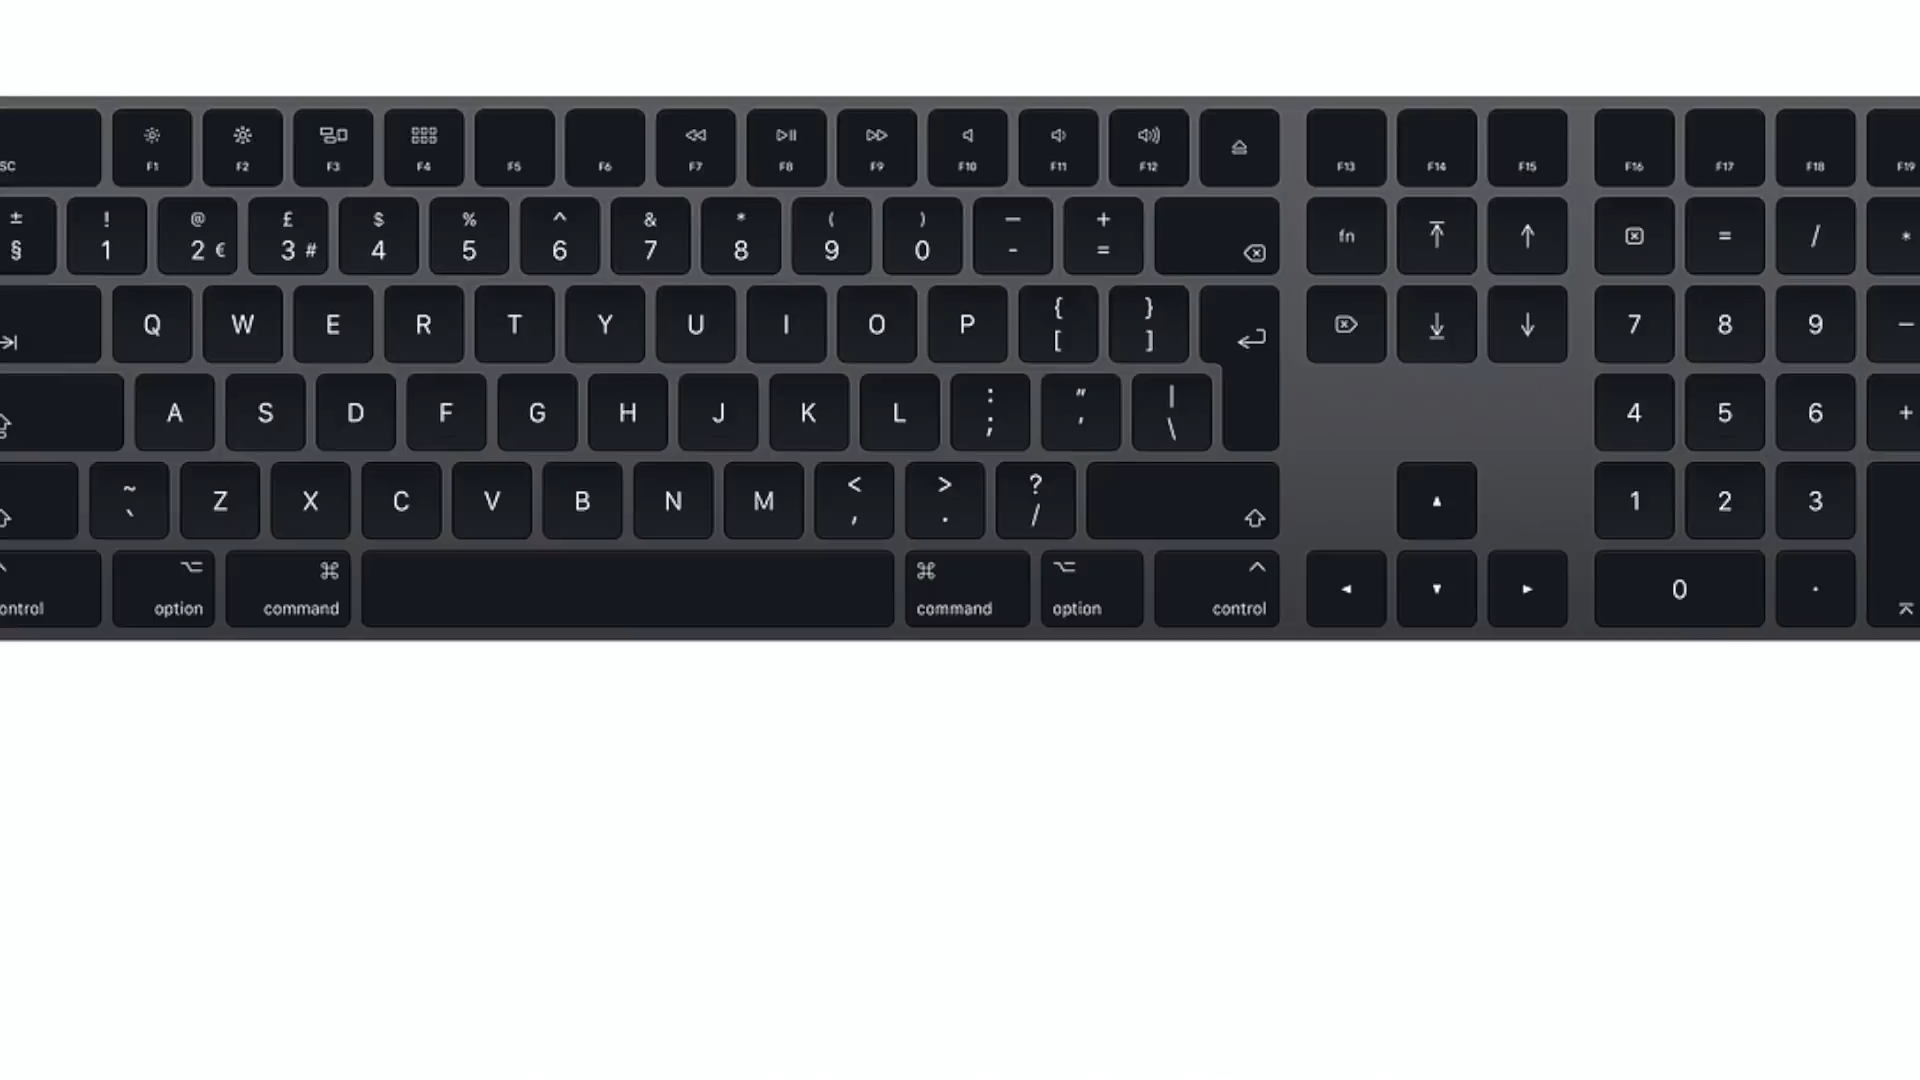 SC F1 F2 F3 F4 F5 F6 F7 F8 F9 F10 F11 F12 F13 F14 F15 F16 F17 F18 F19
± ! @ £ $ % ^ & * ( ) — +
§ 1 2 € 3 # 4 5 6 7 8 9 0 - = fn = / *
Q W E R T Y U I O P { [ } ] 7 8 9 −
A S D F G H J K L : ; " ' | \ 4 5 6 +
~ ` Z X C V B N M < , > . ? / 1 2 3
ontrol option command command option control 0 .